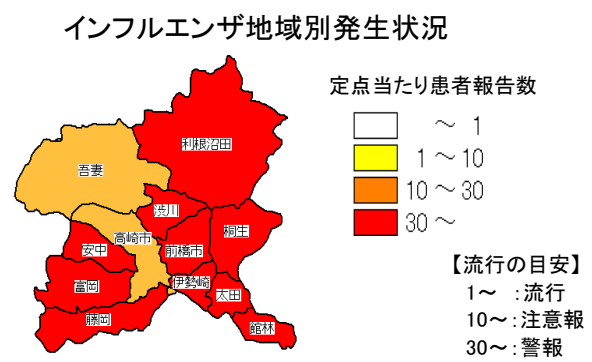 インフルエンザ地域別発生状況
定点当たり患者報告数
～ 1
1～10
10～30
30～
利根沼田
吾妻
渋川
桐生
高崎市
前橋市
安中
伊勢崎
富岡
太田
藤岡
館林
【流行の目安】
1～ :流行
10～:注意報
30～:警報